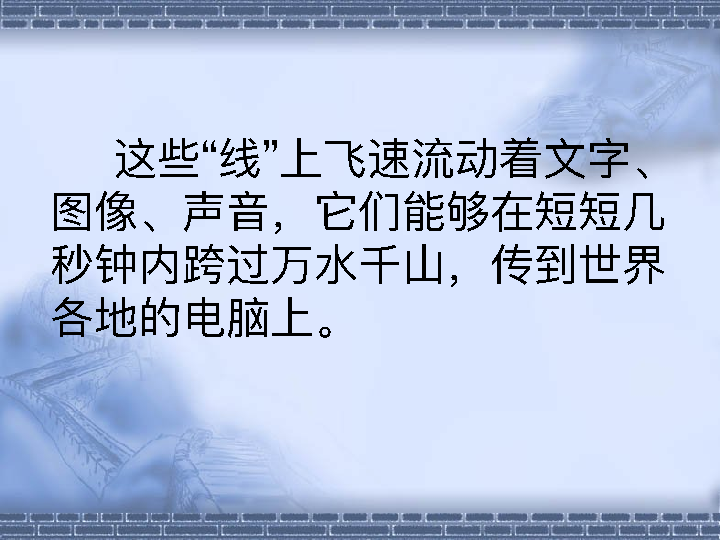 这些“线”上飞速流动着文字、
图像、声音，它们能够在短短几
秒钟内跨过万水千山，传到世界
各地的电脑上。